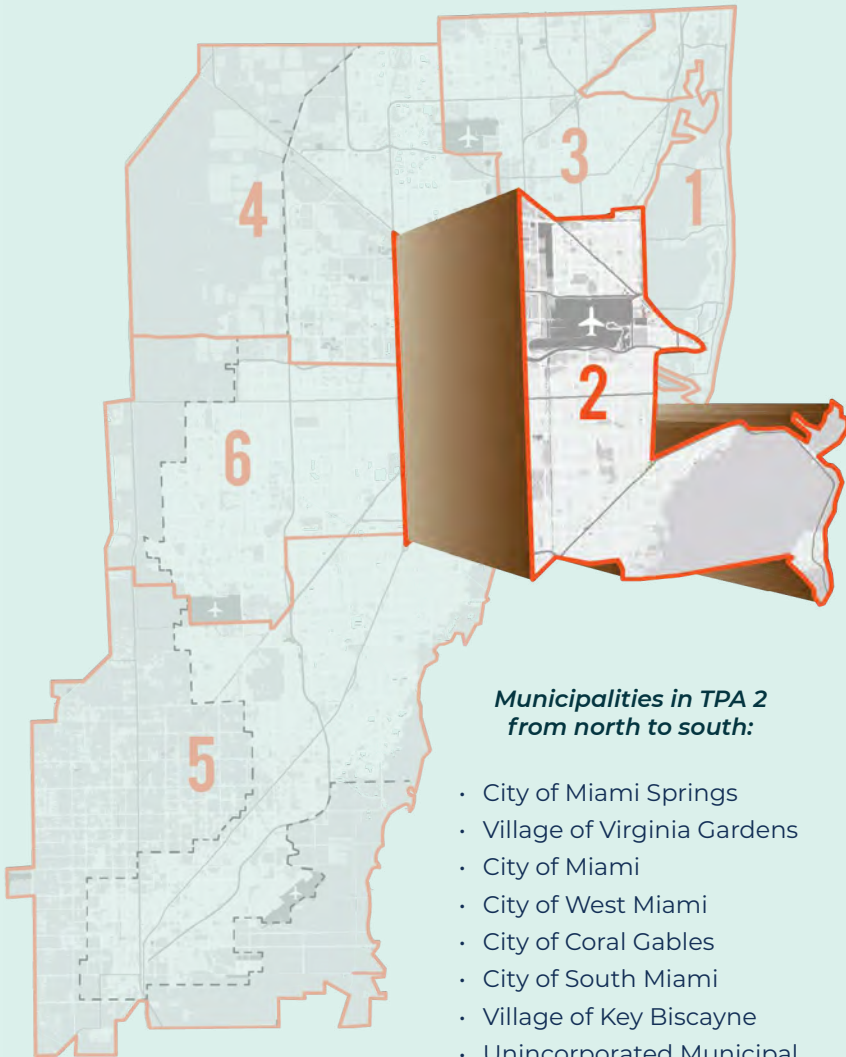 3
1
4
2
6
5
Municipalities in TPA 2
from north to south:
• City of Miami Springs
• Village of Virginia Gardens
• City of Miami
• City of West Miami
• City of Coral Gables
• City of South Miami
• Village of Key Biscayne
• Unincorporated Municipal